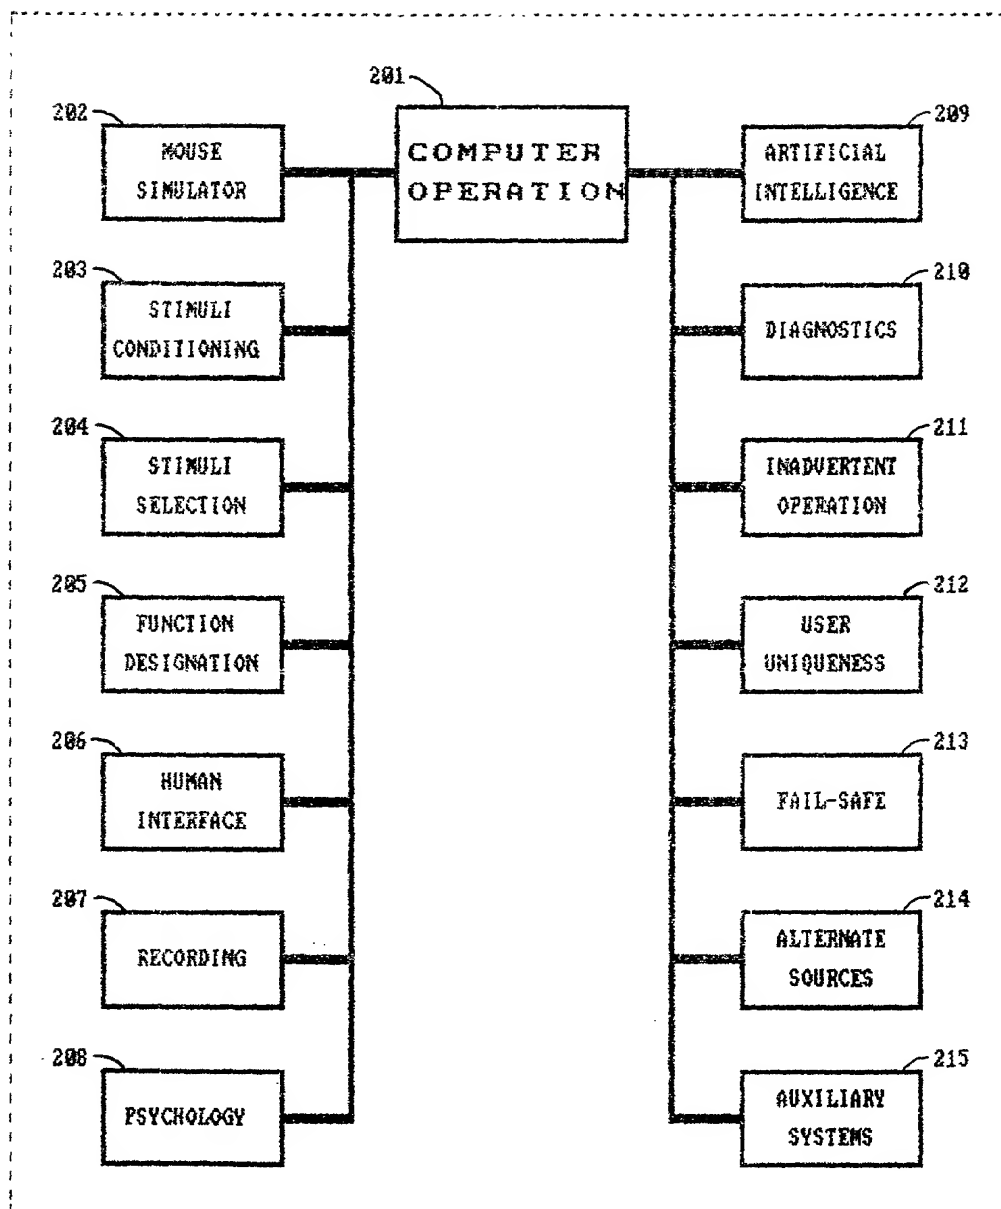 201
COMPUTER
OPERATION
202
MOUSE
SIMULATOR
203
STIMULI
CONDITIONING
204
STIMULI
SELECTION
205
FUNCTION
DESIGNATION
206
HUMAN
INTERFACE
207
RECORDING
208
PSYCHOLOGY
209
ARTIFICIAL
INTELLIGENCE
210
DIAGNOSTICS
211
INADVERTENT
OPERATION
212
USER
UNIQUENESS
213
FAIL-SAFE
214
ALTERNATE
SOURCES
215
AUXILIARY
SYSTEMS